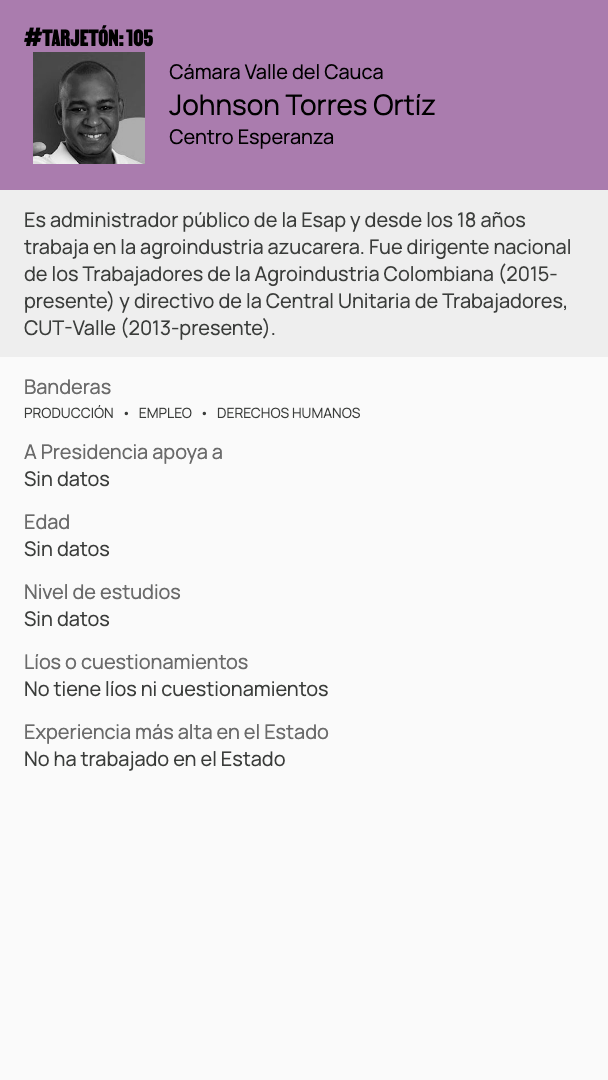 #TARJETÓN: 105
Cámara Valle del Cauca
Johnson Torres Ortíz
Centro Esperanza
Es administrador público de la Esap y desde los 18 años
trabaja en la agroindustria azucarera. Fue dirigente nacional
de los Trabajadores de la Agroindustria Colombiana (2015-
presente) y directivo de la Central Unitaria de Trabajadores,
CUT-Valle (2013-presente).
Banderas
PRODUCCIÓN • EMPLEO • DERECHOS HUMANOS
A Presidencia apoya a
Sin datos
Edad
Sin datos
Nivel de estudios
Sin datos
Líos o cuestionamientos
No tiene líos ni cuestionamientos
Experiencia más alta en el Estado
No ha trabajado en el Estado